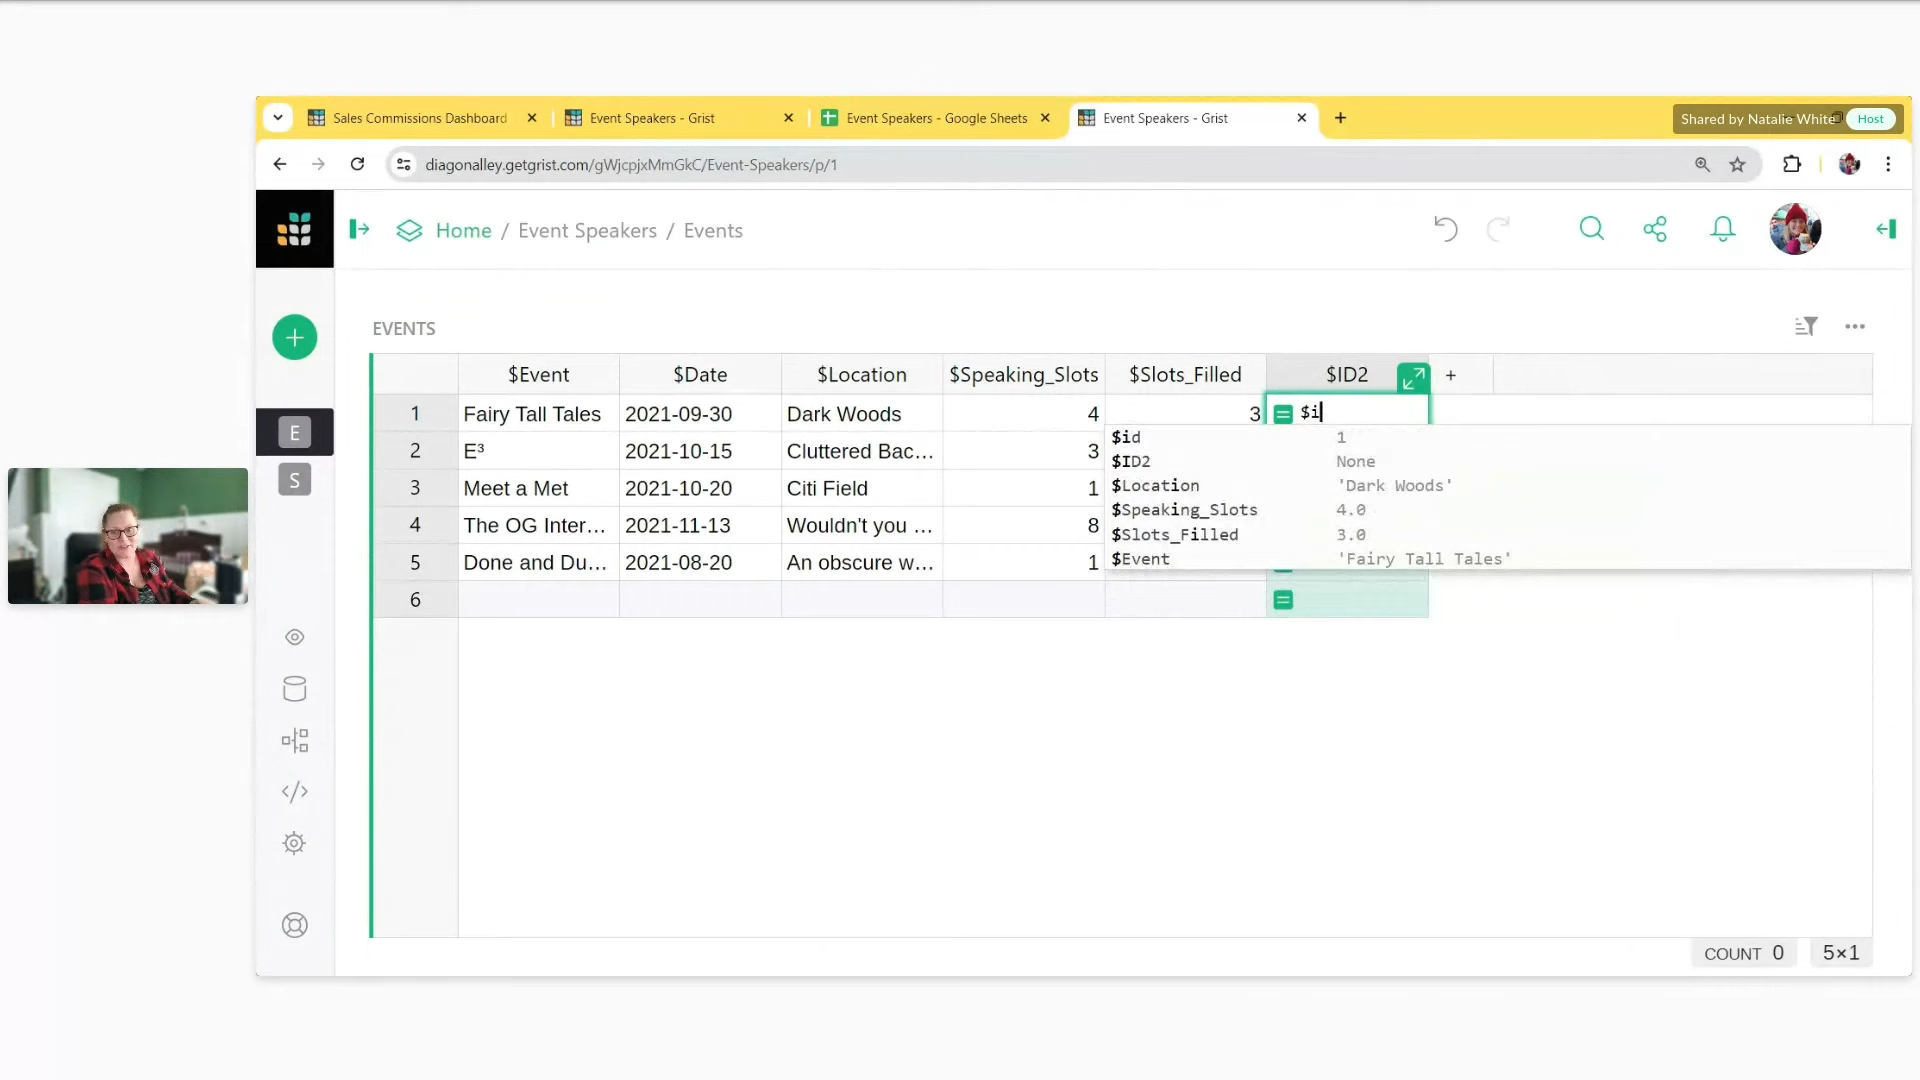 Sales Commissions Dashboard
Event Speakers - Grist
Event Speakers - Google Sheets
Event Speakers - Grist
Shared by Natalie White
Host
diagonalley.getgrist.com/gWjcpjxMmGkC/Event-Speakers/p/1
Home / Event Speakers / Events
EVENTS
$Event $Date $Location $Speaking_Slots $Slots_Filled $ID2 +
1 Fairy Tall Tales 2021-09-30 Dark Woods 4 3 = $i
2 E³ 2021-10-15 Cluttered Bac... 3
3 Meet a Met 2021-10-20 Citi Field 1
4 The OG Inter... 2021-11-13 Wouldn't you ... 8
5 Done and Du... 2021-08-20 An obscure w... 1
6 =
$id 1
$ID2 None
$Location 'Dark Woods'
$Speaking_Slots 4.0
$Slots_Filled 3.0
$Event 'Fairy Tall Tales'
E
S
COUNT 0 5×1